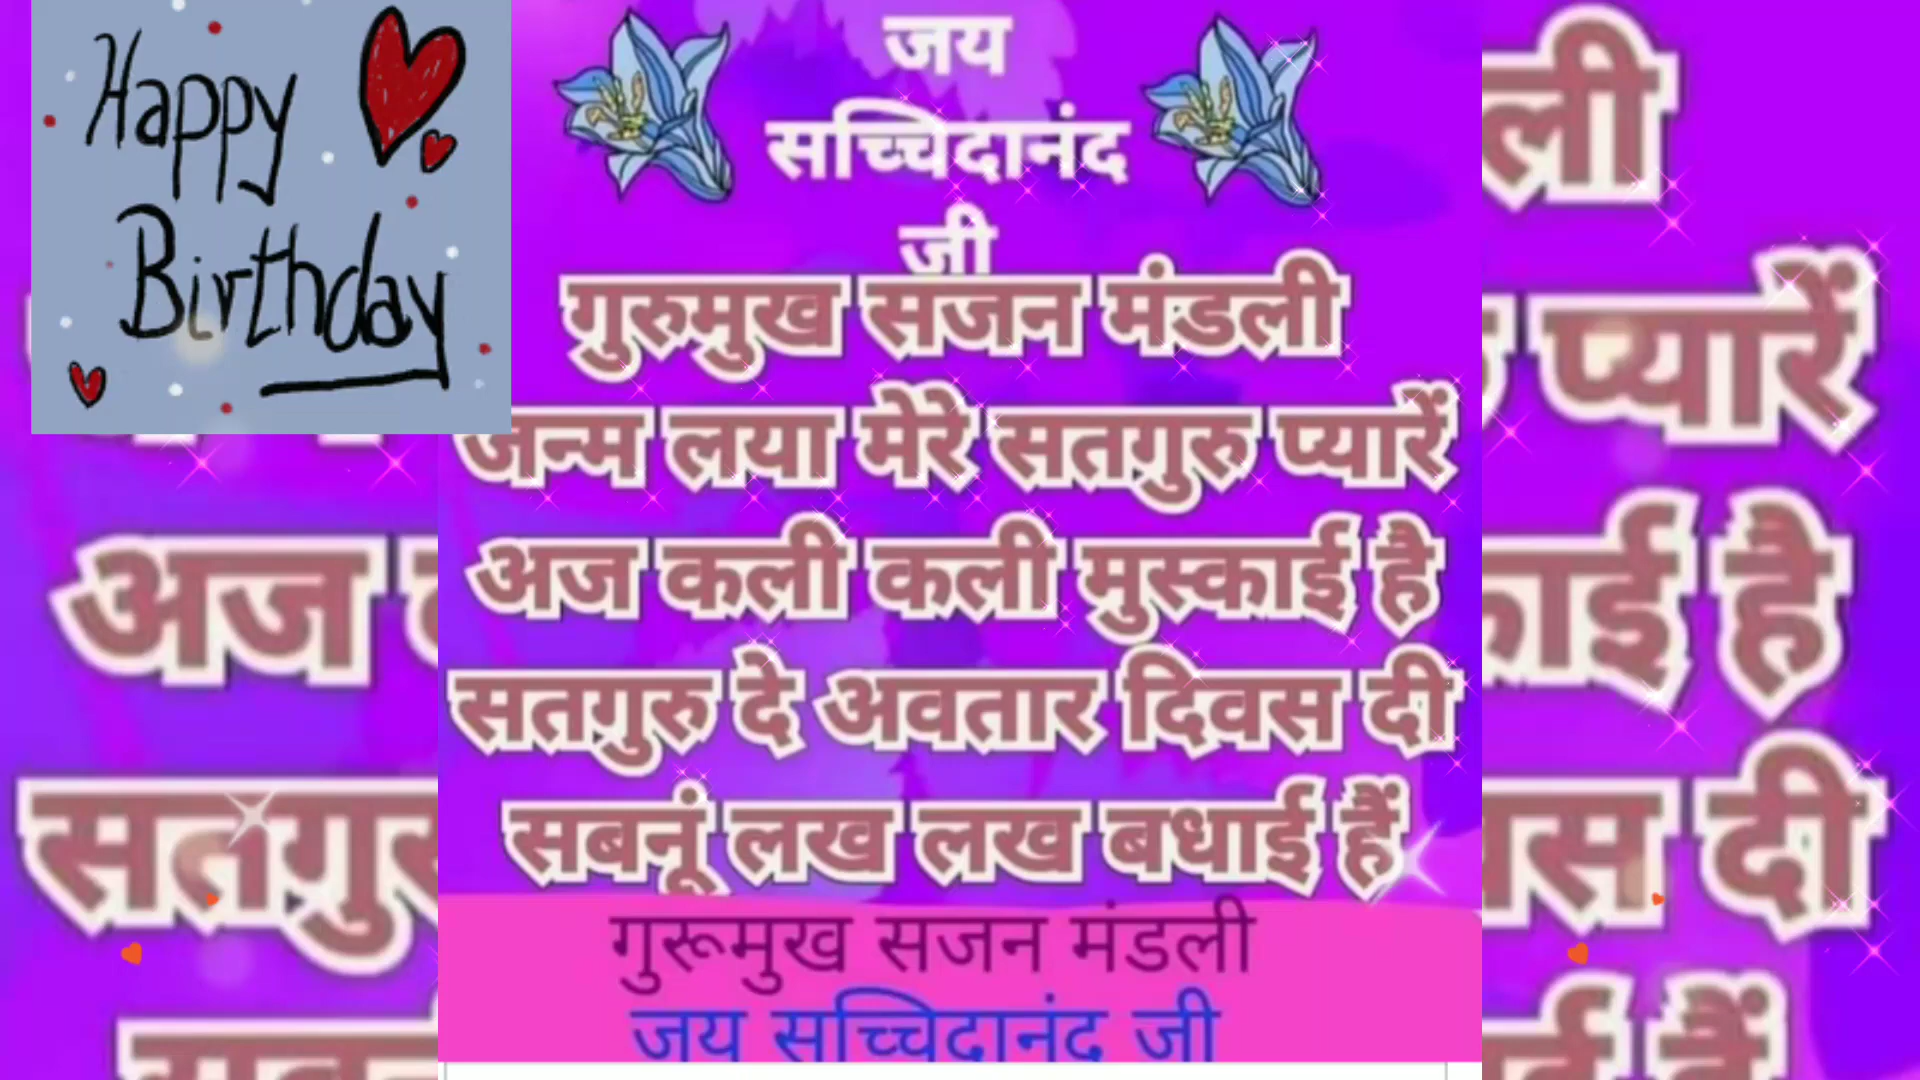 Happy
Birthday
जय
सच्चिदानंद
जी
गुरुमुख सजन मंडली
जन्म लया मेरे सतगुरु प्यारें
अज कली कली मुस्काई है
सतगुरु दे अवतार दिवस दी
सबनूं लख लख बधाई हैं
गुरूमुख सजन मंडली
जय सच्चिदानंद जी